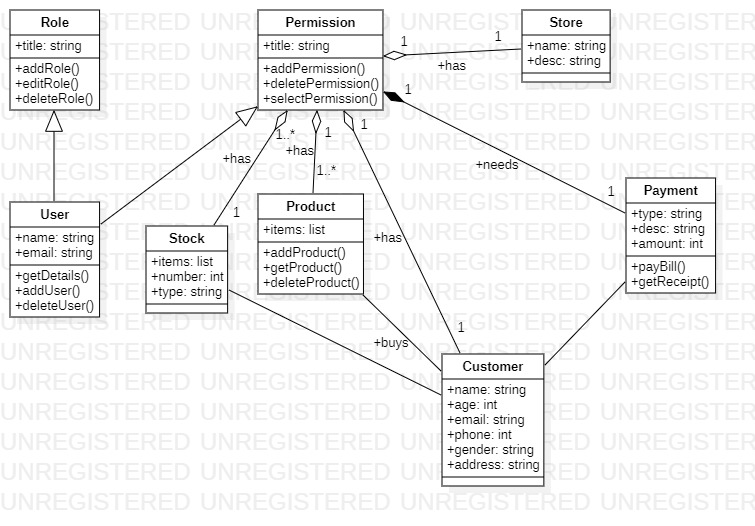 Role
+title: string
+addRole()
+editRole()
+deleteRole()
Permission
+title: string
+addPermission()
+deletePermission()
+selectPermission()
Store
+name: string
+desc: string
1
1
+has
1
+needs
1
1..*
+has
1
1
+has
1..*
1
+has
1
User
+name: string
+email: string
+getDetails()
+addUser()
+deleteUser()
Stock
+items: list
+number: int
+type: string
Product
+items: list
+addProduct()
+getProduct()
+deleteProduct()
Payment
+type: string
+desc: string
+amount: int
+payBill()
+getReceipt()
+buys
Customer
+name: string
+age: int
+email: string
+phone: int
+gender: string
+address: string
UNREGISTERED